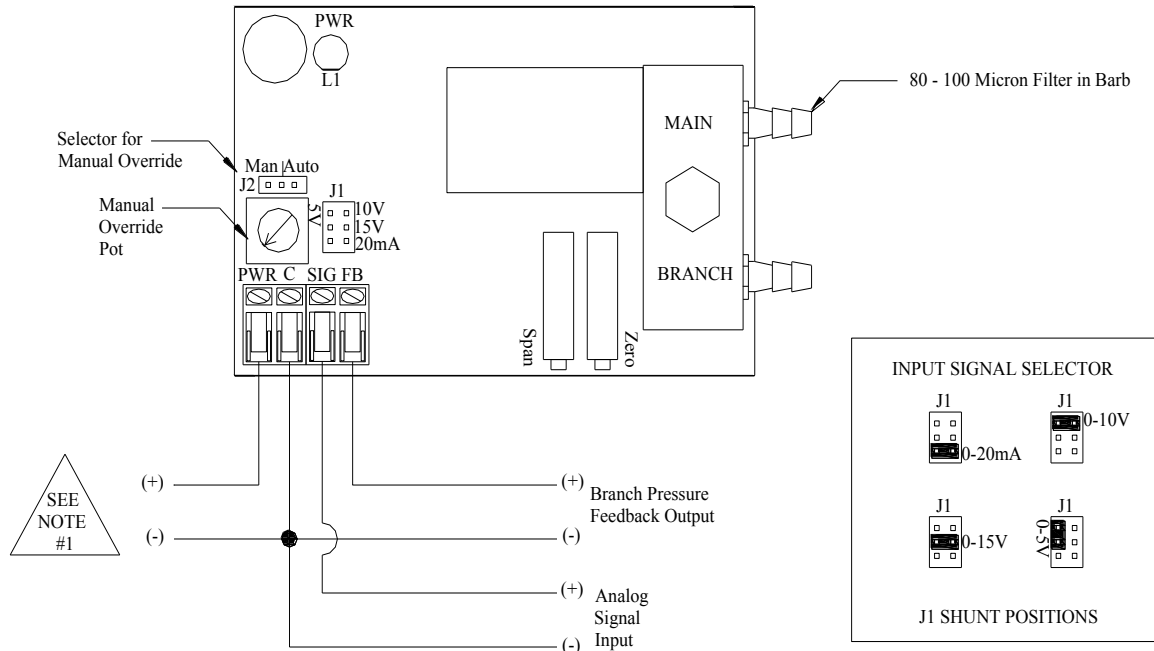 PWR
L1
80 - 100 Micron Filter in Barb
MAIN
Selector for
Manual Override
Man Auto
J2
J1
5V
10V
15V
20mA
Manual
Override
Pot
PWR C SIG FB
BRANCH
Span
Zero
INPUT SIGNAL SELECTOR
J1
0-20mA
J1
0-10V
J1
0-15V
J1
0-5V
J1 SHUNT POSITIONS
SEE
NOTE
#1
(+)
(-)
(+)
(-)
Branch Pressure
Feedback Output
(+)
(-)
Analog
Signal
Input